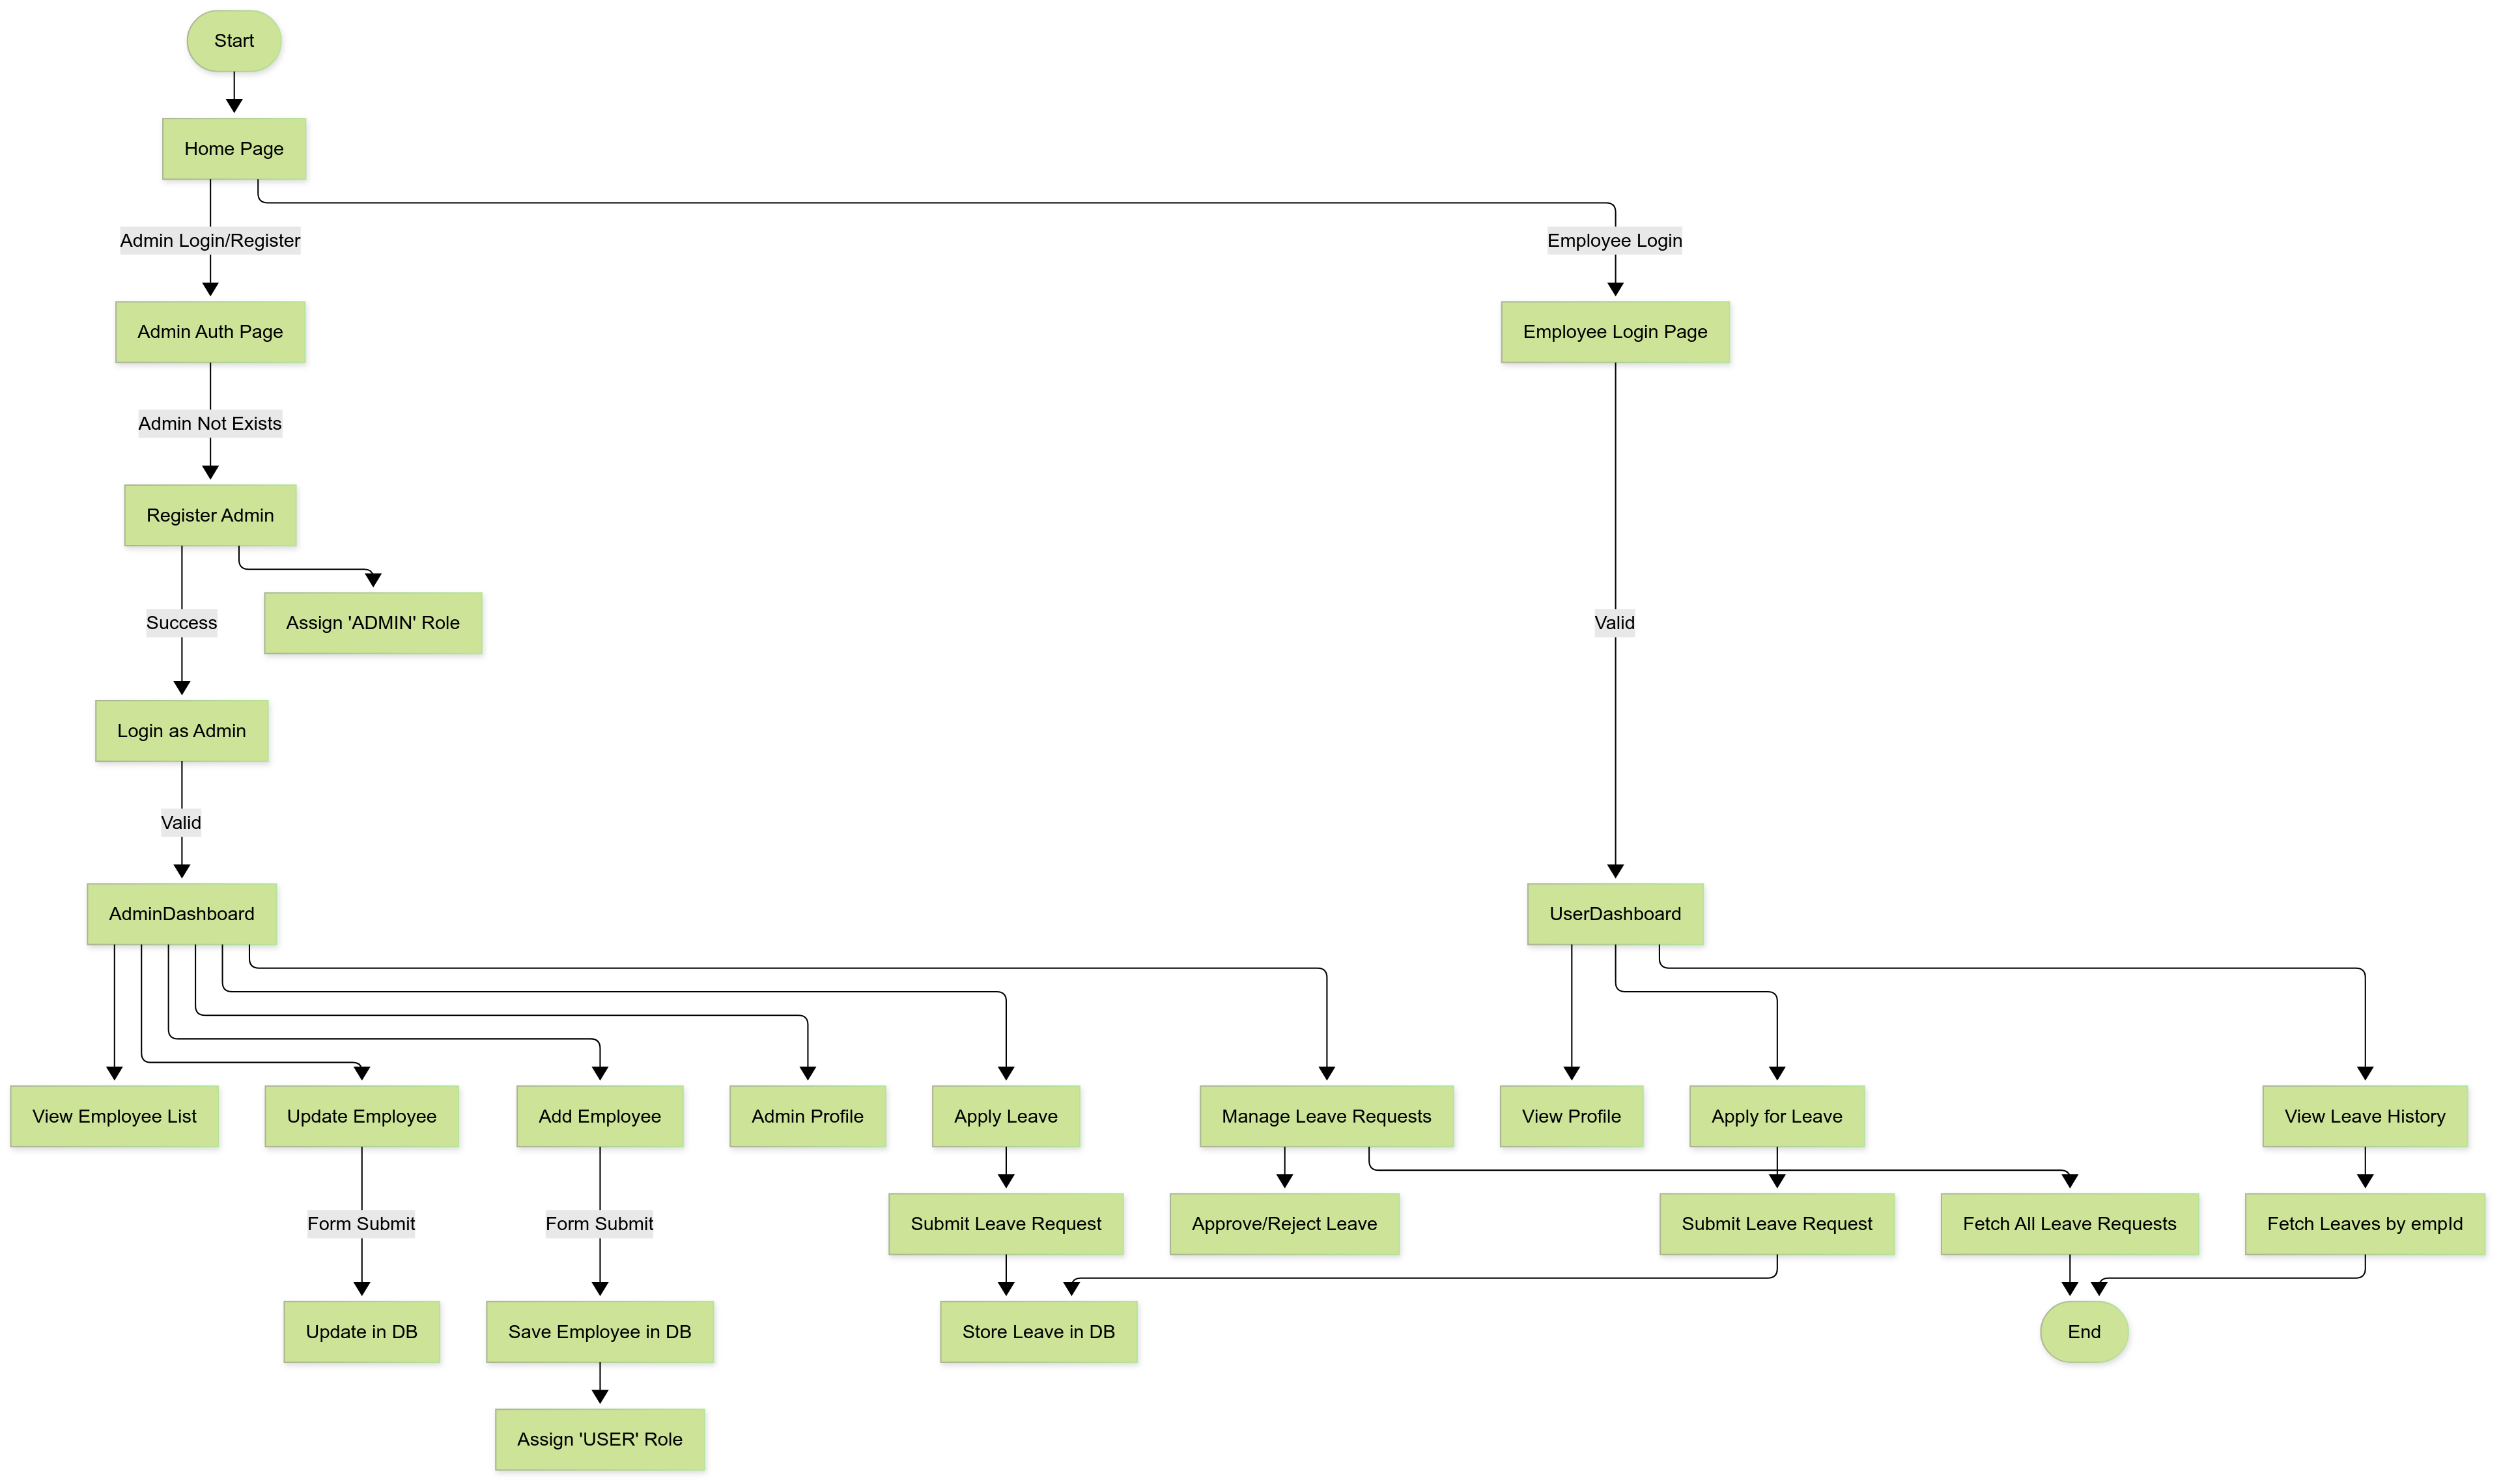 Start
Home Page
Admin Login/Register
Employee Login
Admin Auth Page
Employee Login Page
Admin Not Exists
Register Admin
Success
Assign 'ADMIN' Role
Valid
Login as Admin
Valid
AdminDashboard
UserDashboard
View Employee List
Update Employee
Add Employee
Admin Profile
Apply Leave
Manage Leave Requests
View Profile
Apply for Leave
View Leave History
Form Submit
Form Submit
Submit Leave Request
Approve/Reject Leave
Submit Leave Request
Fetch All Leave Requests
Fetch Leaves by empId
Update in DB
Save Employee in DB
Store Leave in DB
End
Assign 'USER' Role